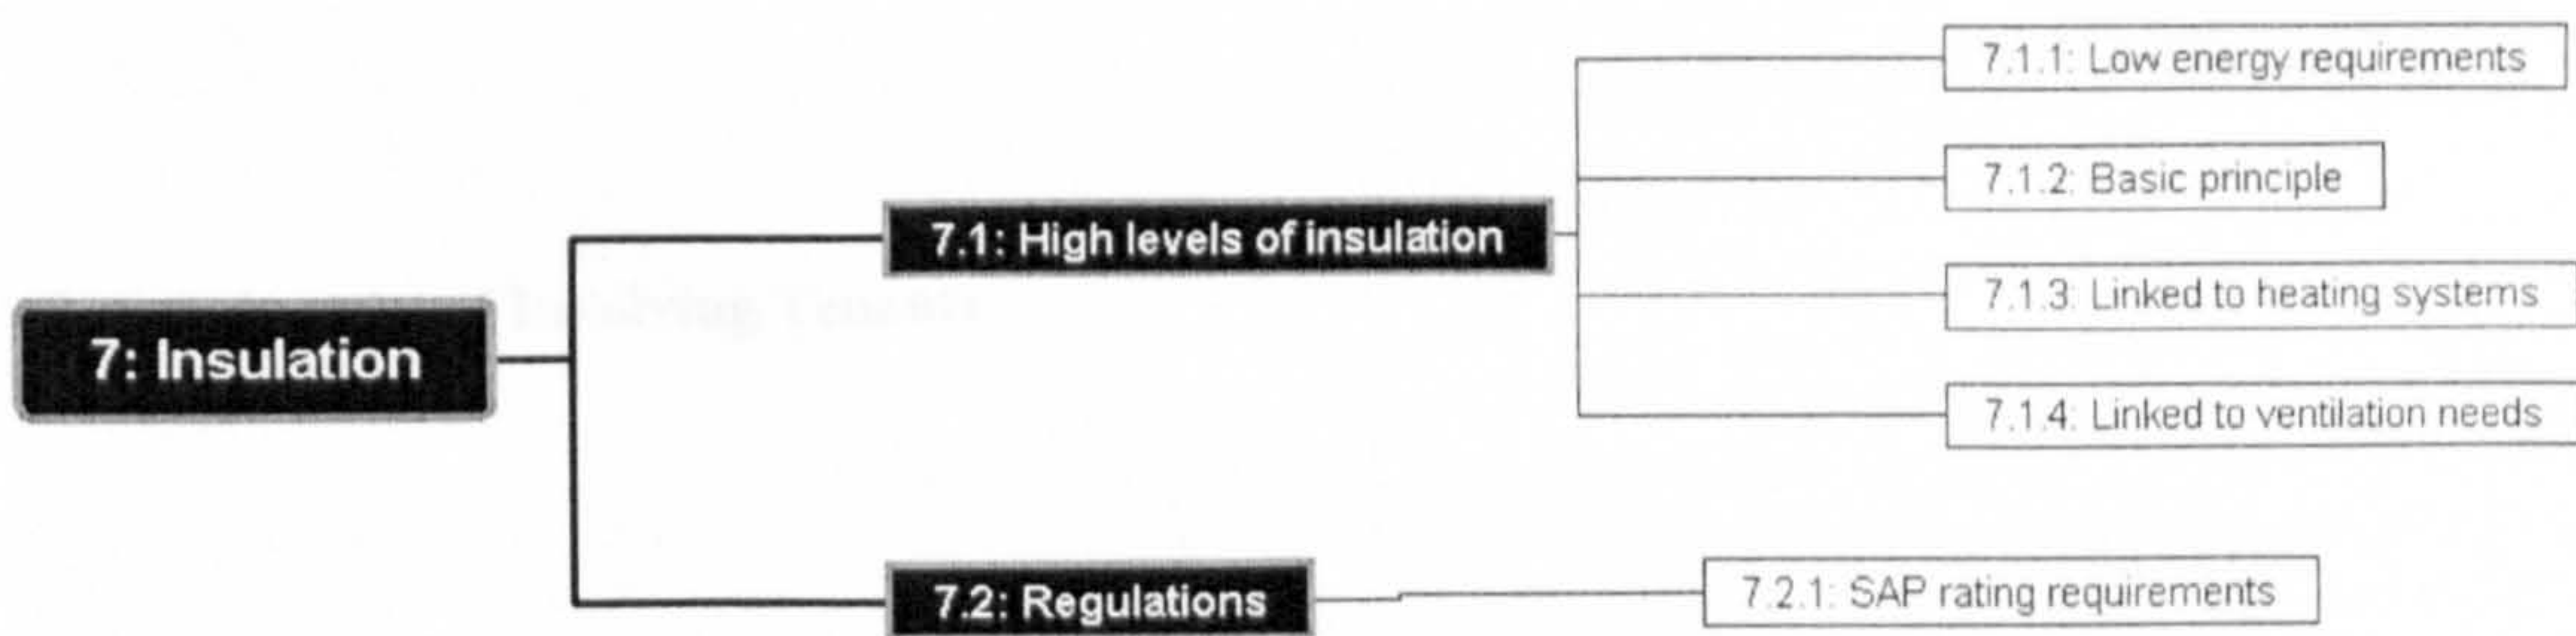 7: Insulation
7.1: High levels of insulation
7.1.1: Low energy requirements
7.1.2: Basic principle
7.1.3: Linked to heating systems
7.1.4: Linked to ventilation needs
7.2: Regulations
7.2.1: SAP rating requirements